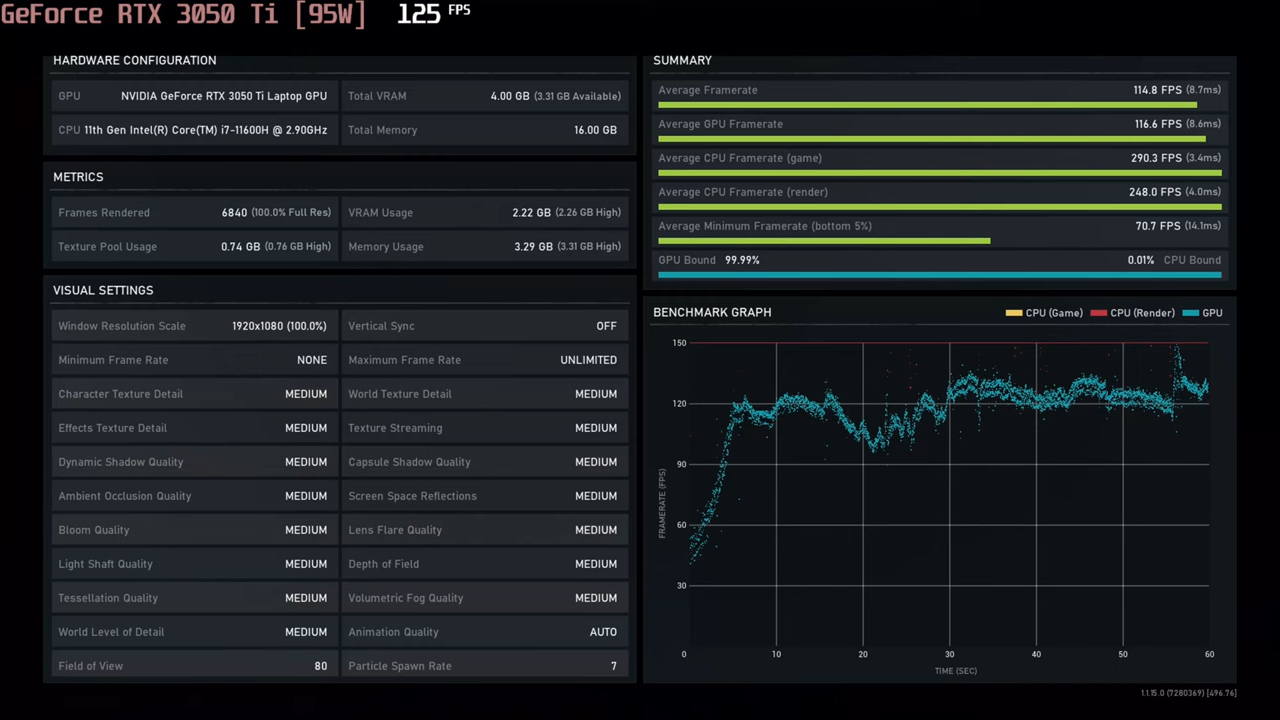 GeForce RTX 3050 Ti [95W] 125 FPS
HARDWARE CONFIGURATION
GPU NVIDIA GeForce RTX 3050 Ti Laptop GPU Total VRAM 4.00 GB (3.31 GB Available)
CPU 11th Gen Intel(R) Core(TM) i7-11600H @ 2.90GHz Total Memory 16.00 GB
METRICS
Frames Rendered 6840 (100.0% Full Res) VRAM Usage 2.22 GB (2.26 GB High)
Texture Pool Usage 0.74 GB (0.76 GB High) Memory Usage 3.29 GB (3.31 GB High)
VISUAL SETTINGS
Window Resolution Scale 1920x1080 (100.0%) Vertical Sync OFF
Minimum Frame Rate NONE Maximum Frame Rate UNLIMITED
Character Texture Detail MEDIUM World Texture Detail MEDIUM
Effects Texture Detail MEDIUM Texture Streaming MEDIUM
Dynamic Shadow Quality MEDIUM Capsule Shadow Quality MEDIUM
Ambient Occlusion Quality MEDIUM Screen Space Reflections MEDIUM
Bloom Quality MEDIUM Lens Flare Quality MEDIUM
Light Shaft Quality MEDIUM Depth of Field MEDIUM
Tessellation Quality MEDIUM Volumetric Fog Quality MEDIUM
World Level of Detail MEDIUM Animation Quality AUTO
Field of View 80 Particle Spawn Rate 7
SUMMARY
Average Framerate 114.8 FPS (8.7ms)
Average GPU Framerate 116.6 FPS (8.6ms)
Average CPU Framerate (game) 290.3 FPS (3.4ms)
Average CPU Framerate (render) 248.0 FPS (4.0ms)
Average Minimum Framerate (bottom 5%) 70.7 FPS (14.1ms)
GPU Bound 99.99% 0.01% CPU Bound
BENCHMARK GRAPH CPU (Game) CPU (Render) GPU
150
120
90
60
30
FRAMERATE (FPS)
0 10 20 30 40 50 60
TIME (SEC)
1.1.15.0 (7280369) [496.76]